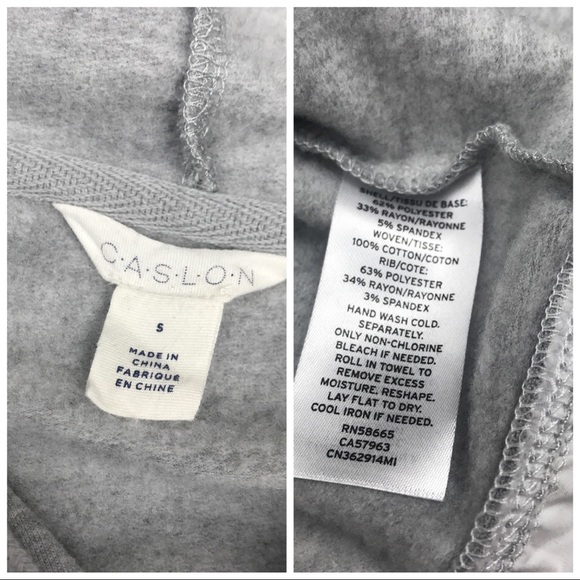 C·A·S·L·O·N
S
MADE IN
CHINA
FABRIQUÉ
EN CHINE
SHELL/TISSU DE BASE:
62% POLYESTER
33% RAYON/RAYONNE
5% SPANDEX
WOVEN/TISSE:
100% COTTON/COTON
RIB/COTE:
63% POLYESTER
34% RAYON/RAYONNE
3% SPANDEX
HAND WASH COLD.
SEPARATELY.
ONLY NON-CHLORINE
BLEACH IF NEEDED.
ROLL IN TOWEL TO
REMOVE EXCESS
MOISTURE. RESHAPE.
LAY FLAT TO DRY.
COOL IRON IF NEEDED.
RN58665
CA57963
CN362914MI